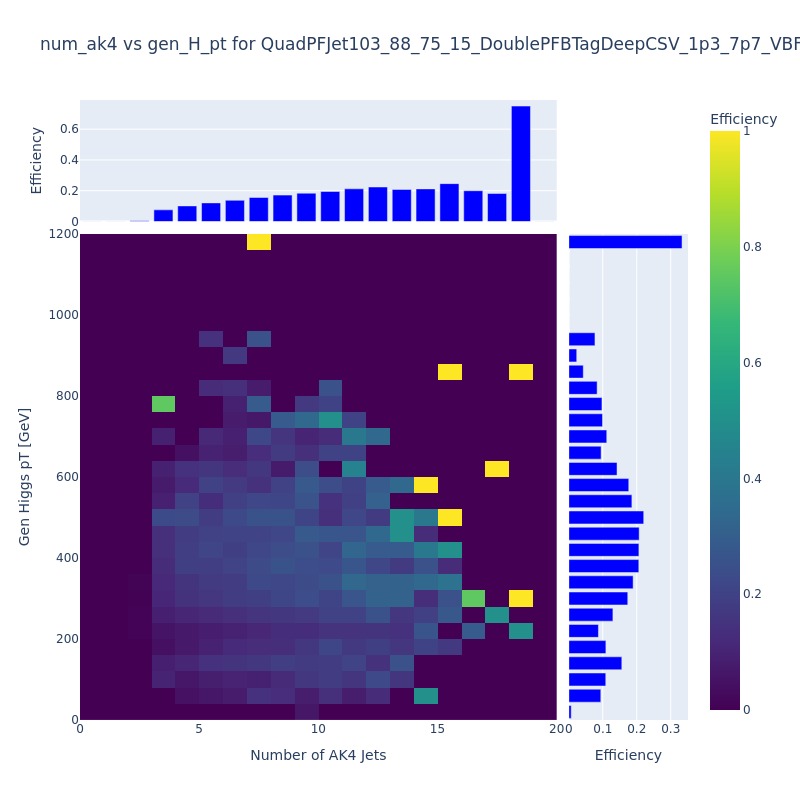 num_ak4 vs gen_H_pt for QuadPFJet103_88_75_15_DoublePFBTagDeepCSV_1p3_7p7_VBF
Efficiency
0.6
0.4
0.2
0
Efficiency
1
0.8
0.6
0.4
0.2
0
Gen Higgs pT [GeV]
1200
1000
800
600
400
200
0
0 5 10 15 20
Number of AK4 Jets
0 0.1 0.2 0.3
Efficiency